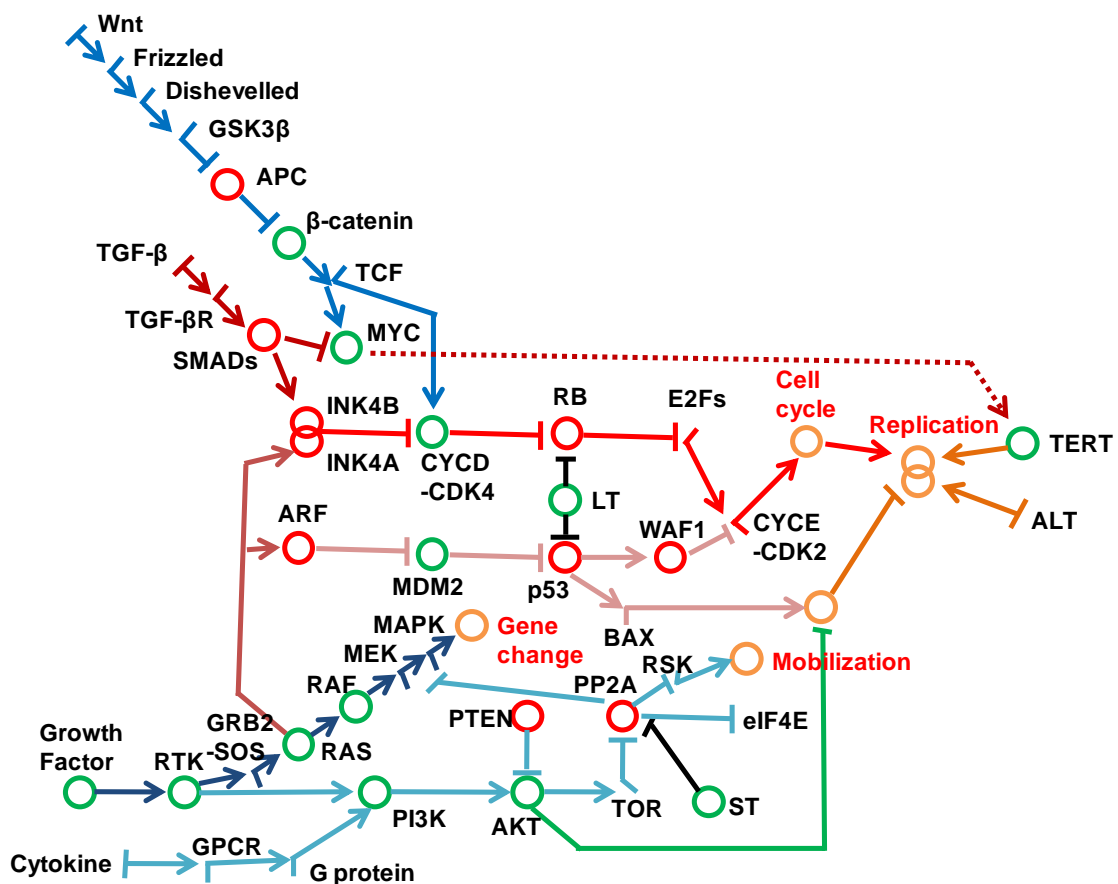 Wnt
Frizzled
Dishevelled
GSK3β
APC
β-catenin
TGF-β
TCF
TGF-βR
MYC
SMADs
INK4B
RB
E2Fs
Cell
cycle
Replication
INK4A
CYCD
-CDK4
TERT
LT
ARF
WAF1
CYCE
-CDK2
ALT
MDM2
p53
MAPK
Gene
change
BAX
MEK
RSK
Mobilization
RAF
PP2A
PTEN
eIF4E
GRB2
-SOS
RAS
Growth
Factor
RTK
PI3K
AKT
TOR
ST
Cytokine
GPCR
G protein